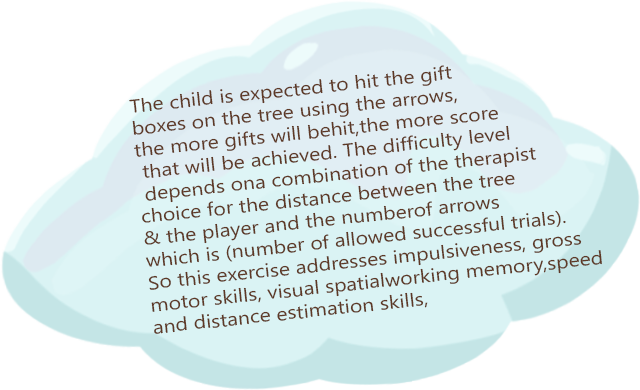 The child is expected to hit the gift
boxes on the tree using the arrows,
the more gifts will behit,the more score
that will be achieved. The difficulty level
depends ona combination of the therapist
choice for the distance between the tree
& the player and the numberof arrows
which is (number of allowed successful trials).
So this exercise addresses impulsiveness, gross
motor skills, visual spatialworking memory,speed
and distance estimation skills,